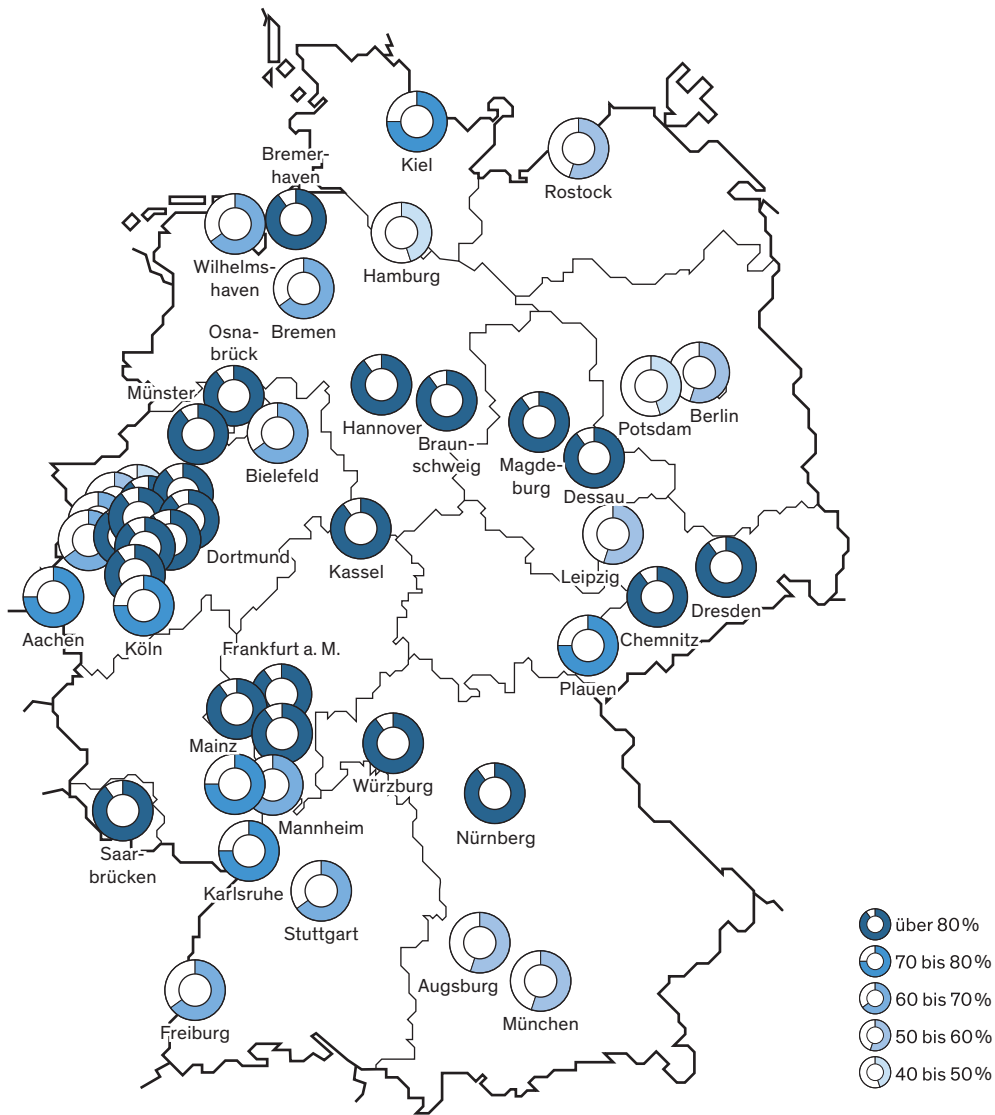 Kiel
Rostock
Bremer-
haven
Wilhelms-
haven
Hamburg
Bremen
Osna-
brück
Münster
Hannover
Braun-
schweig
Potsdam
Berlin
Bielefeld
Magde-
burg
Dessau
Dortmund
Kassel
Leipzig
Dresden
Aachen
Köln
Chemnitz
Frankfurt a. M.
Plauen
Mainz
Würzburg
Mannheim
Nürnberg
Saar-
brücken
Karlsruhe
Stuttgart
Augsburg
München
Freiburg
über 80 %
70 bis 80 %
60 bis 70 %
50 bis 60 %
40 bis 50 %